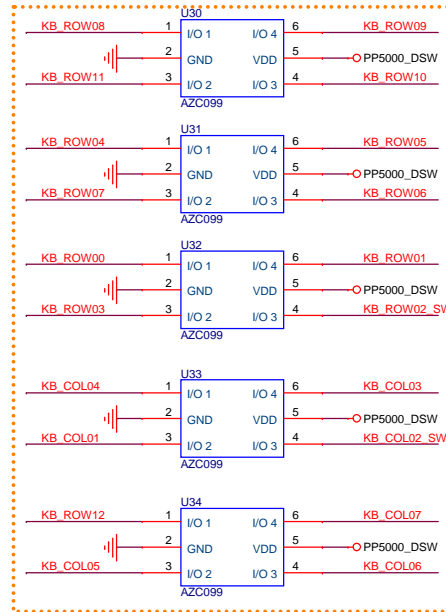 U30
KB_ROW08 1 I/O 1 I/O 4 6 KB_ROW09
2 GND VDD 5 PP5000_DSW
KB_ROW11 3 I/O 2 I/O 3 4 KB_ROW10
AZC099
U31
KB_ROW04 1 I/O 1 I/O 4 6 KB_ROW05
2 GND VDD 5 PP5000_DSW
KB_ROW07 3 I/O 2 I/O 3 4 KB_ROW06
AZC099
U32
KB_ROW00 1 I/O 1 I/O 4 6 KB_ROW01
2 GND VDD 5 PP5000_DSW
KB_ROW03 3 I/O 2 I/O 3 4 KB_ROW02_SW
AZC099
U33
KB_COL04 1 I/O 1 I/O 4 6 KB_COL03
2 GND VDD 5 PP5000_DSW
KB_COL01 3 I/O 2 I/O 3 4 KB_COL02_SW
AZC099
U34
KB_ROW12 1 I/O 1 I/O 4 6 KB_COL07
2 GND VDD 5 PP5000_DSW
KB_COL05 3 I/O 2 I/O 3 4 KB_COL06
AZC099